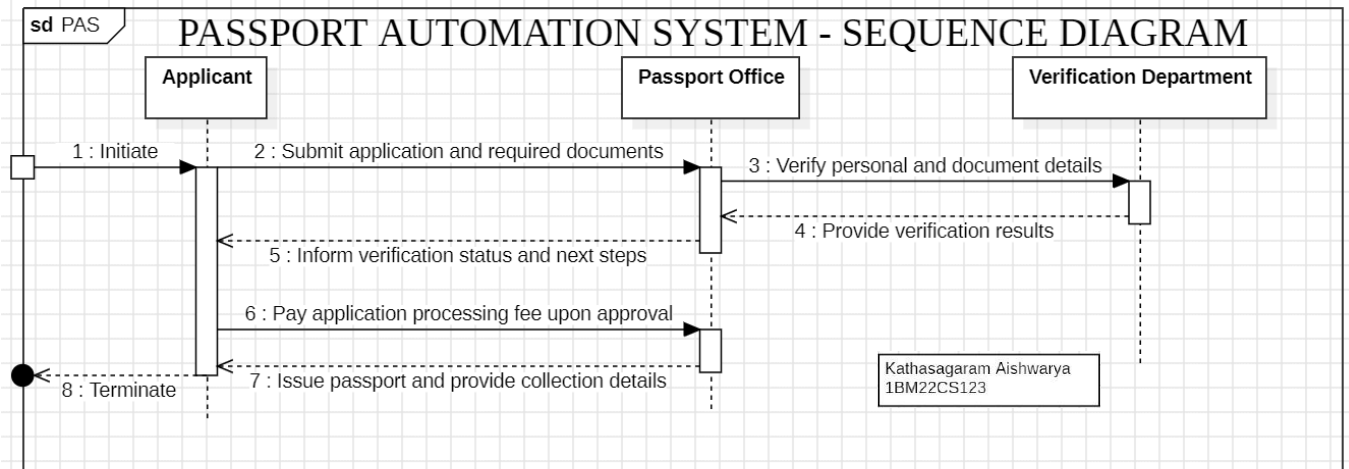 sd PAS
PASSPORT AUTOMATION SYSTEM - SEQUENCE DIAGRAM
Applicant
Passport Office
Verification Department
1 : Initiate
2 : Submit application and required documents
3 : Verify personal and document details
4 : Provide verification results
5 : Inform verification status and next steps
6 : Pay application processing fee upon approval
7 : Issue passport and provide collection details
8 : Terminate
Kathasagaram Aishwarya
1BM22CS123